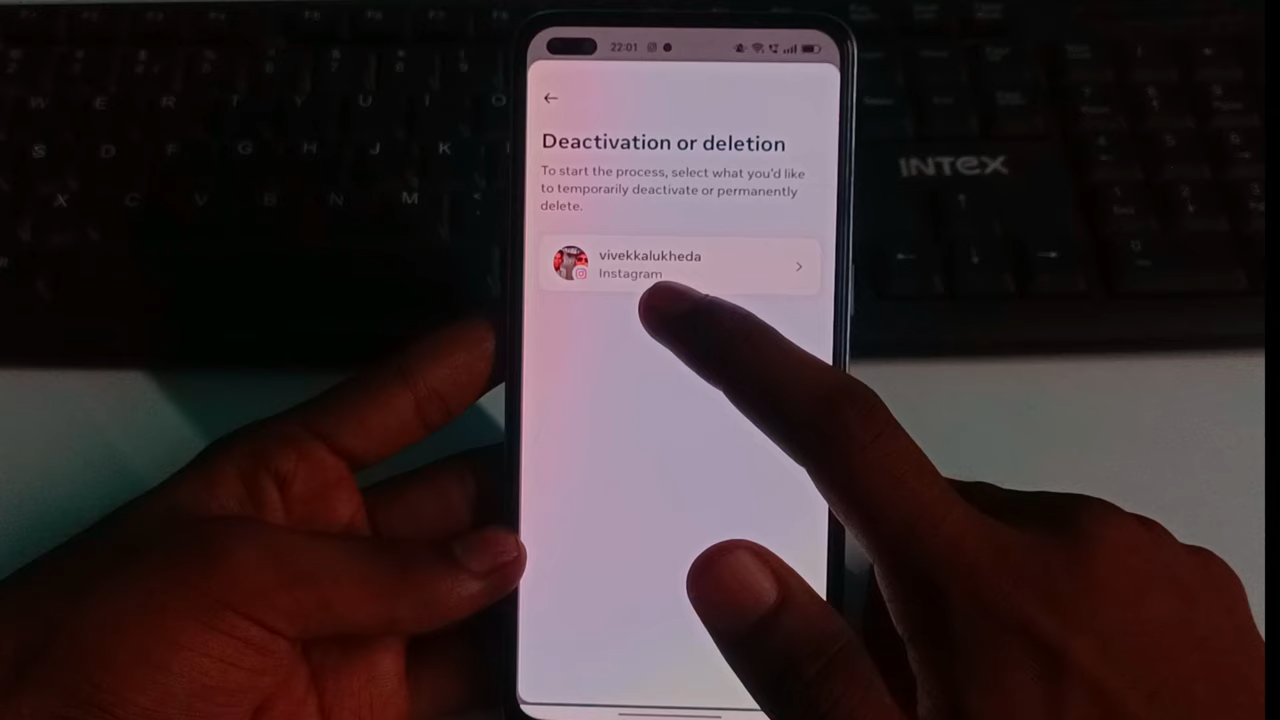 22:01
Deactivation or deletion
To start the process, select what you'd like
to temporarily deactivate or permanently
delete.
vivekkalukheda
Instagram
INTEX
W E R T Y U I O
S D F G H J K
X C V B N M